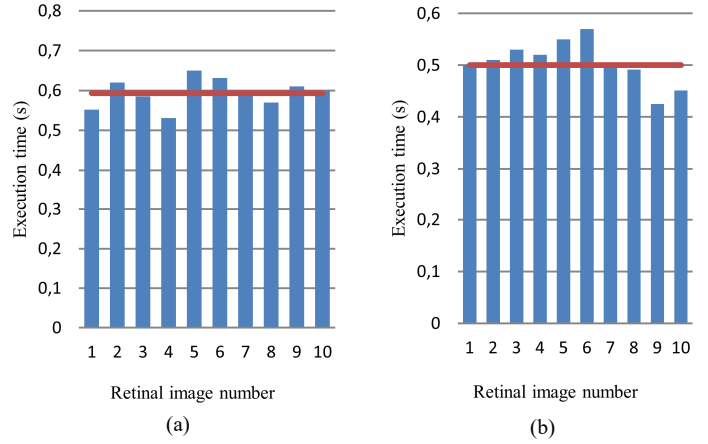 Execution time (s)
0,8
0,7
0,6
0,5
0,4
0,3
0,2
0,1
0
1 2 3 4 5 6 7 8 9 10
Retinal image number
(a)
Execution time (s)
0,6
0,5
0,4
0,3
0,2
0,1
0
1 2 3 4 5 6 7 8 9 10
Retinal image number
(b)